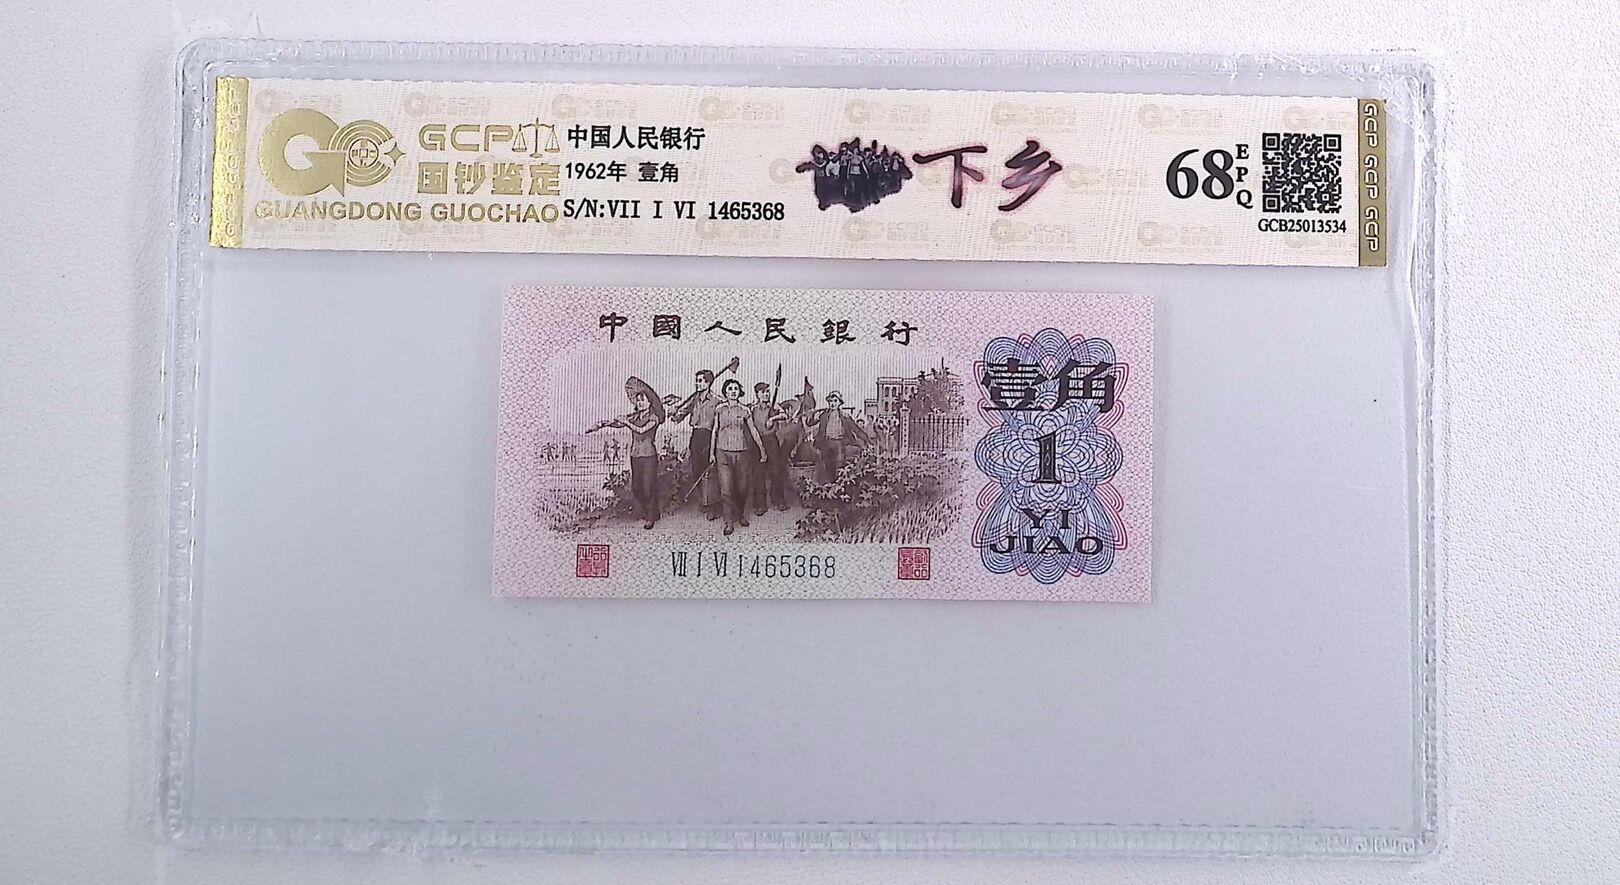 GCP
国钞鉴定
GUANGDONG GUOCHAO
中国人民银行
1962年 壹角
S/N:VII I VI 1465368
下乡
68
EPQ
GCB25013534
GCP GCP GCP
中國人民銀行
壹角
1
YI
JIAO
VII I VI 1465368